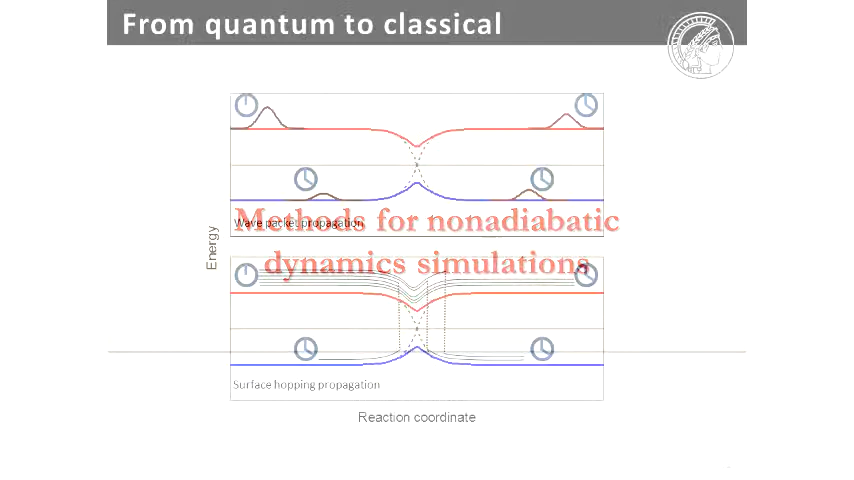 From quantum to classical
Wave packet propagation
Methods for nonadiabatic
dynamics simulations
Energy
Surface hopping propagation
Reaction coordinate